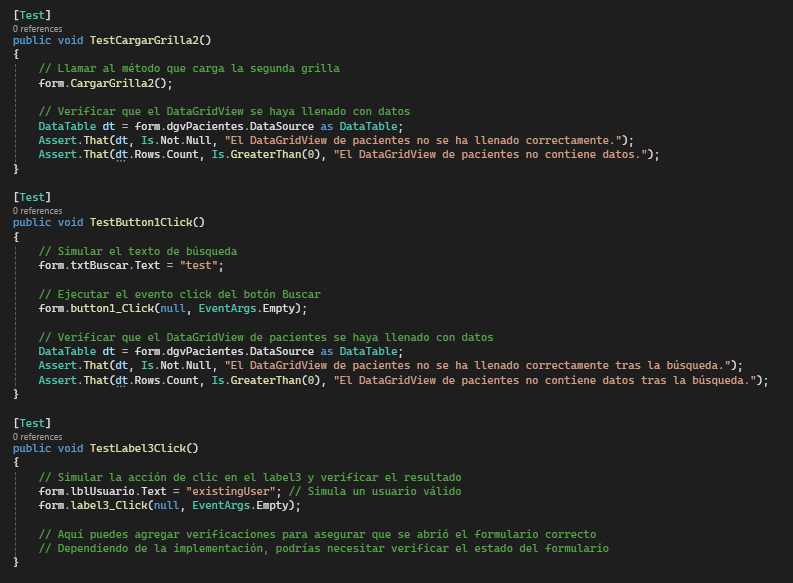 [Test]
0 references
public void TestCargarGrilla2()
{
// Llamar al método que carga la segunda grilla
form.CargarGrilla2();
// Verificar que el DataGridView se haya llenado con datos
DataTable dt = form.dgvPacientes.DataSource as DataTable;
Assert.That(dt, Is.Not.Null, "El DataGridView de pacientes no se ha llenado correctamente.");
Assert.That(dt.Rows.Count, Is.GreaterThan(0), "El DataGridView de pacientes no contiene datos.");
}
[Test]
0 references
public void TestButton1Click()
{
// Simular el texto de búsqueda
form.txtBuscar.Text = "test";
// Ejecutar el evento click del botón Buscar
form.button1_Click(null, EventArgs.Empty);
// Verificar que el DataGridView de pacientes se haya llenado con datos
DataTable dt = form.dgvPacientes.DataSource as DataTable;
Assert.That(dt, Is.Not.Null, "El DataGridView de pacientes no se ha llenado correctamente tras la búsqueda.");
Assert.That(dt.Rows.Count, Is.GreaterThan(0), "El DataGridView de pacientes no contiene datos tras la búsqueda.");
}
[Test]
0 references
public void TestLabel3Click()
{
// Simular la acción de clic en el label3 y verificar el resultado
form.lblUsuario.Text = "existingUser"; // Simula un usuario válido
form.label3_Click(null, EventArgs.Empty);
// Aquí puedes agregar verificaciones para asegurar que se abrió el formulario correcto
// Dependiendo de la implementación, podrías necesitar verificar el estado del formulario
}